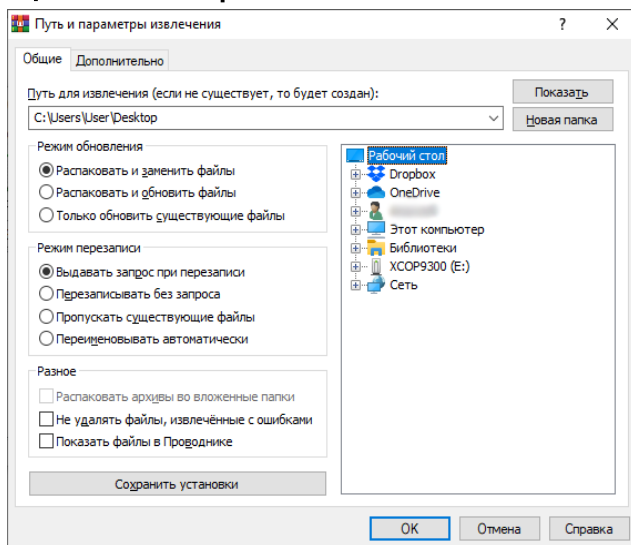 Путь и параметры извлечения
Общие
Дополнительно
Путь для извлечения (если не существует, то будет создан):
Показать
C:\Users\User\Desktop
Новая папка
Режим обновления
Распаковать и заменить файлы
Распаковать и обновить файлы
Только обновить существующие файлы
Режим перезаписи
Выдавать запрос при перезаписи
Перезаписывать без запроса
Пропускать существующие файлы
Переименовывать автоматически
Разное
Распаковать архивы во вложенные папки
Не удалять файлы, извлечённые с ошибками
Показать файлы в Проводнике
Сохранить установки
Рабочий стол
Dropbox
OneDrive
Этот компьютер
Библиотеки
XCOP9300 (E:)
Сеть
OK
Отмена
Справка